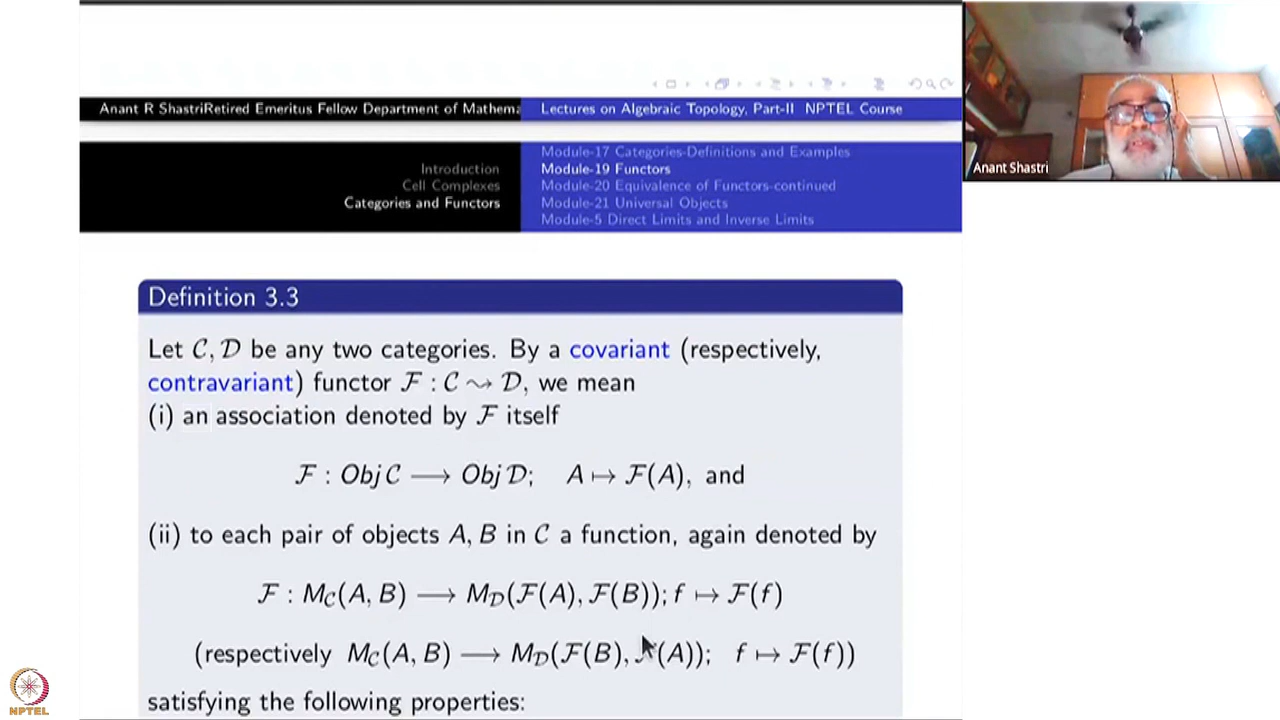 Anant R ShastriRetired Emeritus Fellow Department of Mathema
Lectures on Algebraic Topology, Part-II NPTEL Course
Introduction
Cell Complexes
Categories and Functors
Module-17 Categories-Definitions and Examples
Module-19 Functors
Module-20 Equivalence of Functors-continued
Module-21 Universal Objects
Module-5 Direct Limits and Inverse Limits
Anant Shastri
Definition 3.3
Let 𝒞, 𝒟 be any two categories. By a covariant (respectively,
contravariant) functor ℱ : 𝒞 ⇝ 𝒟, we mean
(i) an association denoted by ℱ itself
ℱ : Obj 𝒞 ⟶ Obj 𝒟; A ↦ ℱ(A), and
(ii) to each pair of objects A, B in 𝒞 a function, again denoted by
ℱ : M_𝒞(A, B) ⟶ M_𝒟(ℱ(A), ℱ(B)); f ↦ ℱ(f)
(respectively M_𝒞(A, B) ⟶ M_𝒟(ℱ(B), ℱ(A)); f ↦ ℱ(f))
satisfying the following properties:
NPTEL